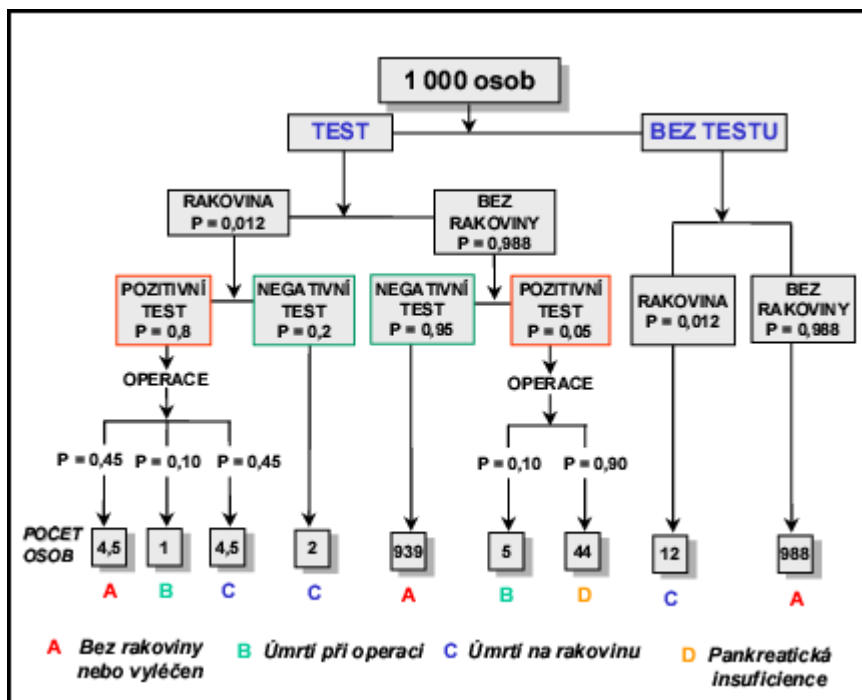 1 000 osob
TEST
BEZ TESTU
RAKOVINA
P = 0,012
BEZ
RAKOVINY
P = 0,988
POZITIVNÍ
TEST
P = 0,8
NEGATIVNÍ
TEST
P = 0,2
NEGATIVNÍ
TEST
P = 0,95
POZITIVNÍ
TEST
P = 0,05
RAKOVINA
P = 0,012
BEZ
RAKOVINY
P = 0,988
OPERACE
OPERACE
P = 0,45
P = 0,10
P = 0,45
P = 0,10
P = 0,90
POČET
OSOB
4,5
1
4,5
2
939
5
44
12
988
A
B
C
C
A
B
D
C
A
A Bez rakoviny
nebo vyléčen
B Úmrtí při operaci
C Úmrtí na rakovinu
D Pankreatická
insuficience